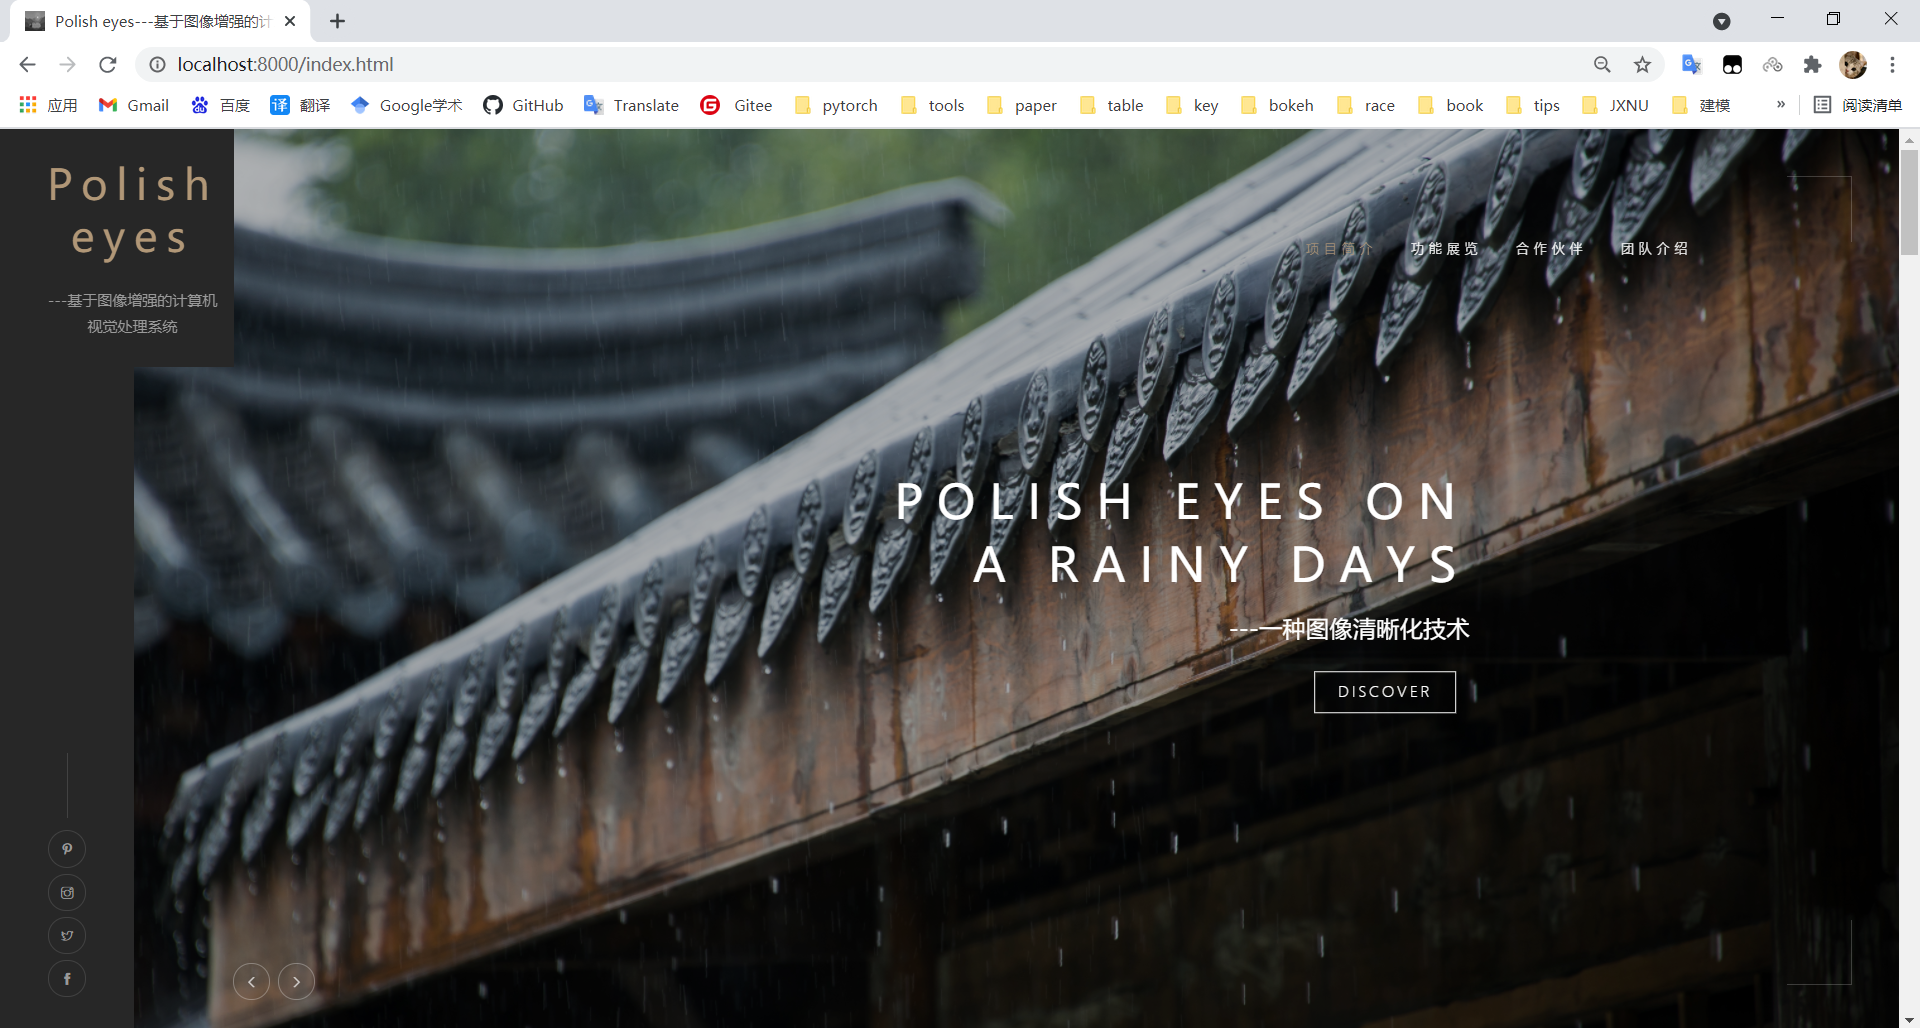 Polish eyes---基于图像增强的计
localhost:8000/index.html
应用 Gmail 百度 译 翻译 Google学术 GitHub Translate Gitee pytorch tools paper table key bokeh race book tips JXNU 建模 » 阅读清单
Polish
eyes
---基于图像增强的计算机
视觉处理系统
项目简介 功能展览 合作伙伴 团队介绍
POLISH EYES ON
A RAINY DAYS
---一种图像清晰化技术
DISCOVER